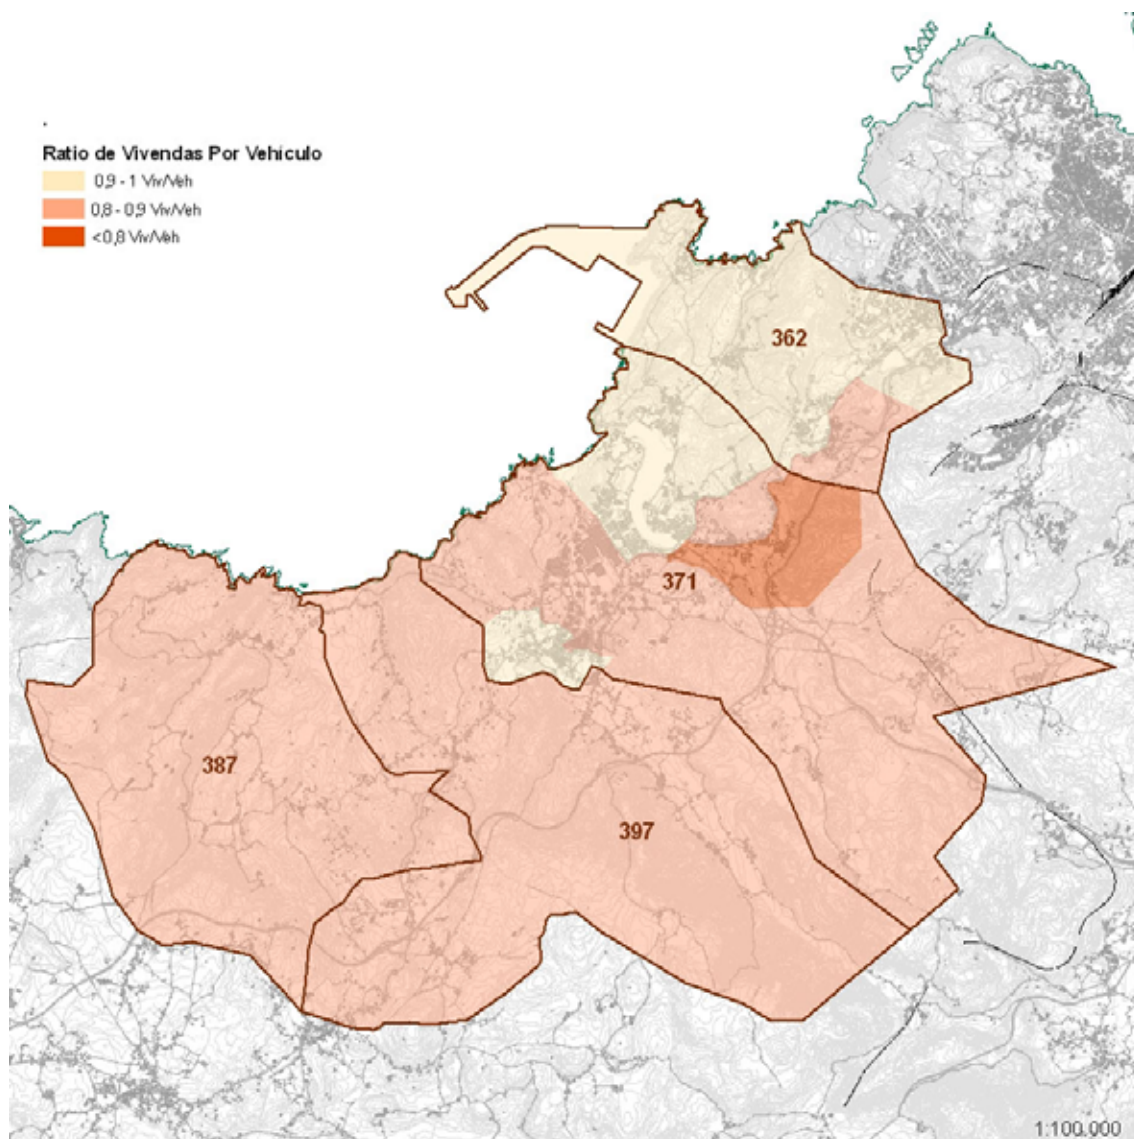 Ratio de Vivendas Por Vehículo
0,9 - 1 Viv/Veh
0,8 - 0,9 Viv/Veh
<0,8 Viv/Veh
362
371
387
397
1:100.000